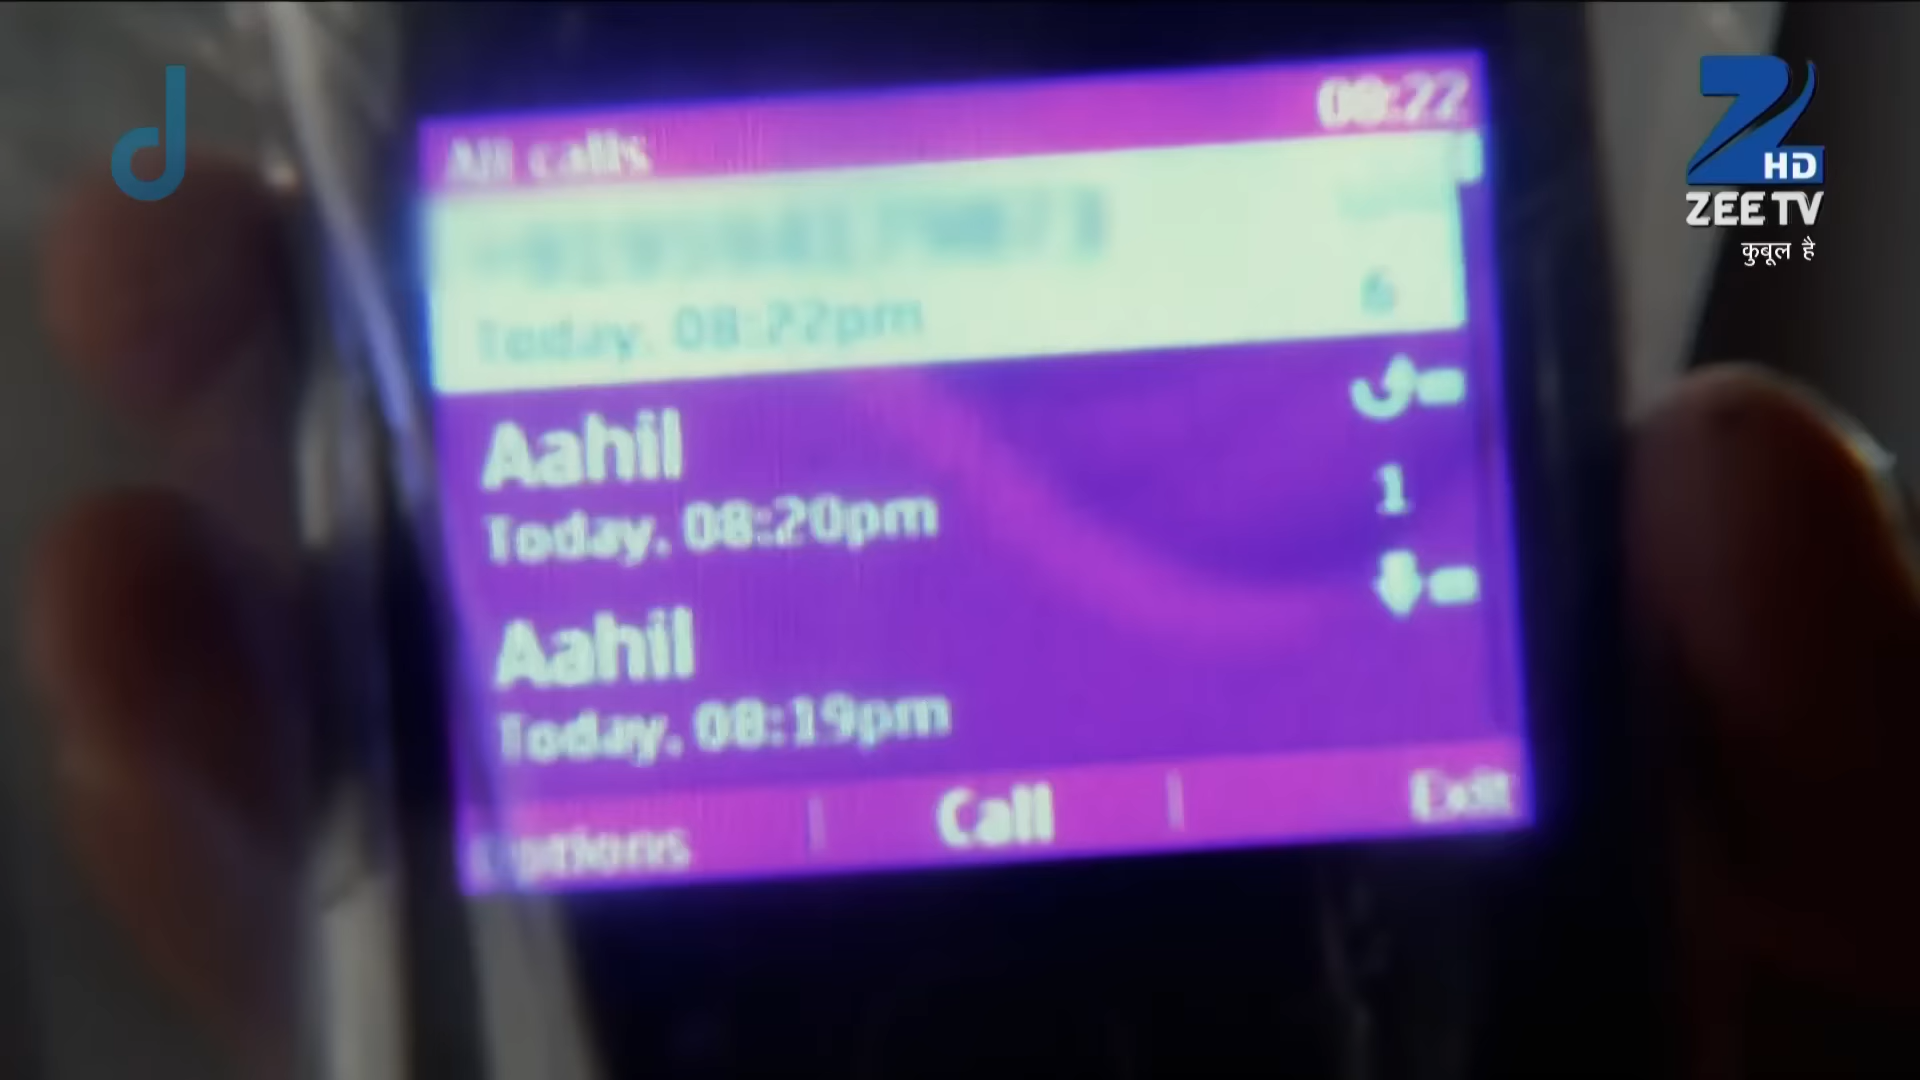 d
HD
ZEE TV
कुबूल है
All calls
08:22
Today. 08:22pm
6
Aahil
Today. 08:20pm
1
Aahil
Today. 08:19pm
Options
Call
Exit